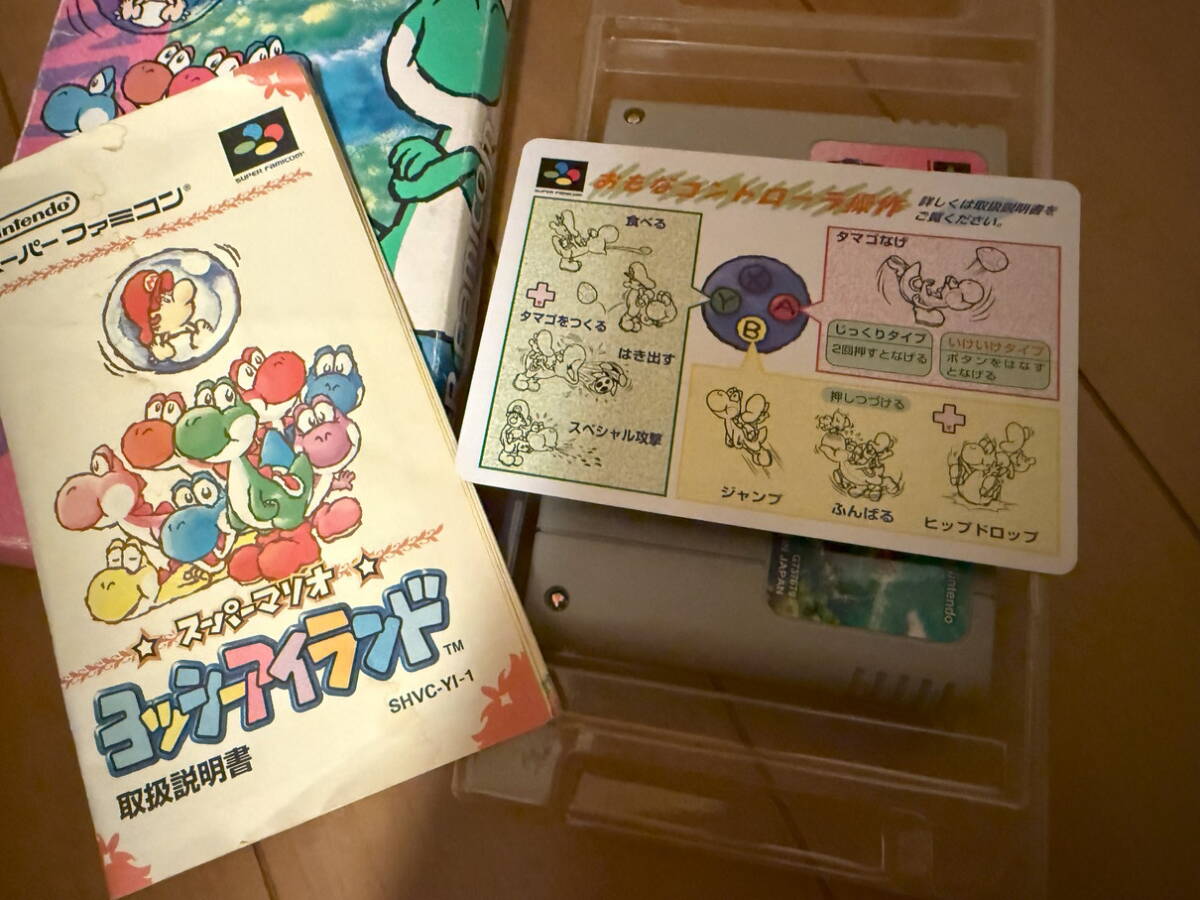 Nintendo
スーパーファミコン®
SUPER FAMICOM
スーパーマリオ
ヨッシーアイランド™
SHVC-YI-1
取扱説明書
SUPER FAMICOM
おもなコントローラ操作
詳しくは取扱説明書を
ご覧ください。
食べる
タマゴをつくる
はき出す
スペシャル攻撃
X
Y
A
B
タマゴなげ
じっくりタイプ
2回押すとなげる
いけいけタイプ
ボタンをはなす
となげる
ジャンプ
押しつづける
ふんばる
ヒップドロップ
JAPAN
Nintendo